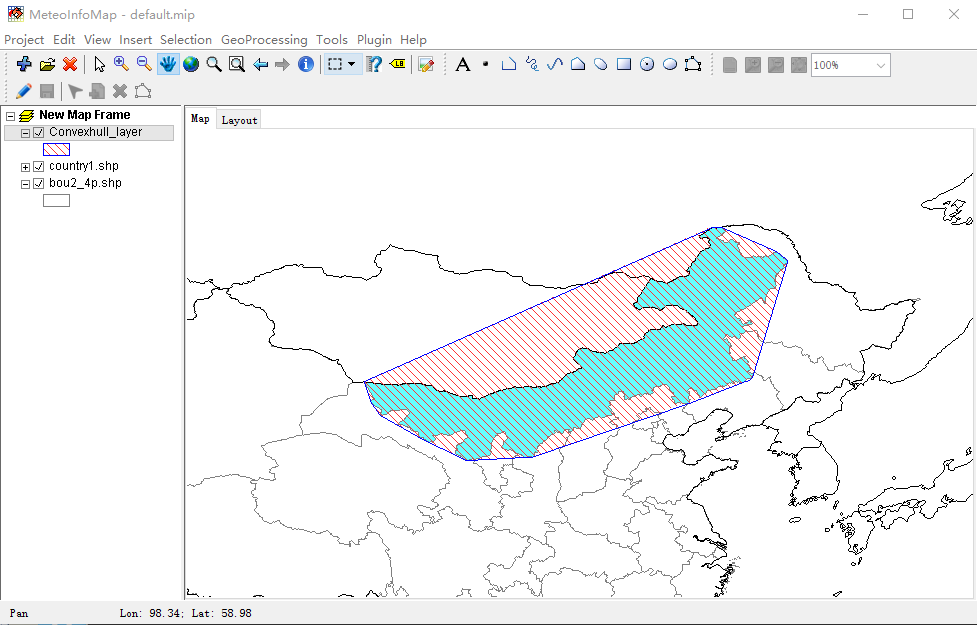 MeteoInfoMap - default.mip
Project Edit View Insert Selection GeoProcessing Tools Plugin Help
LB A 100%
New Map Frame
Convexhull_layer
country1.shp
bou2_4p.shp
Map Layout
Pan Lon: 98.34; Lat: 58.98